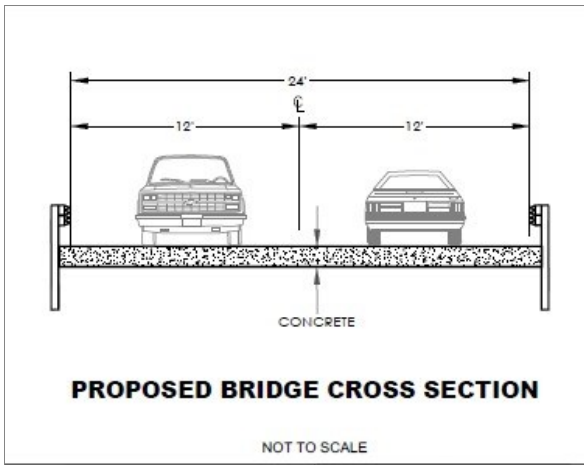 24'
℄
12'
12'
CONCRETE
PROPOSED BRIDGE CROSS SECTION
NOT TO SCALE